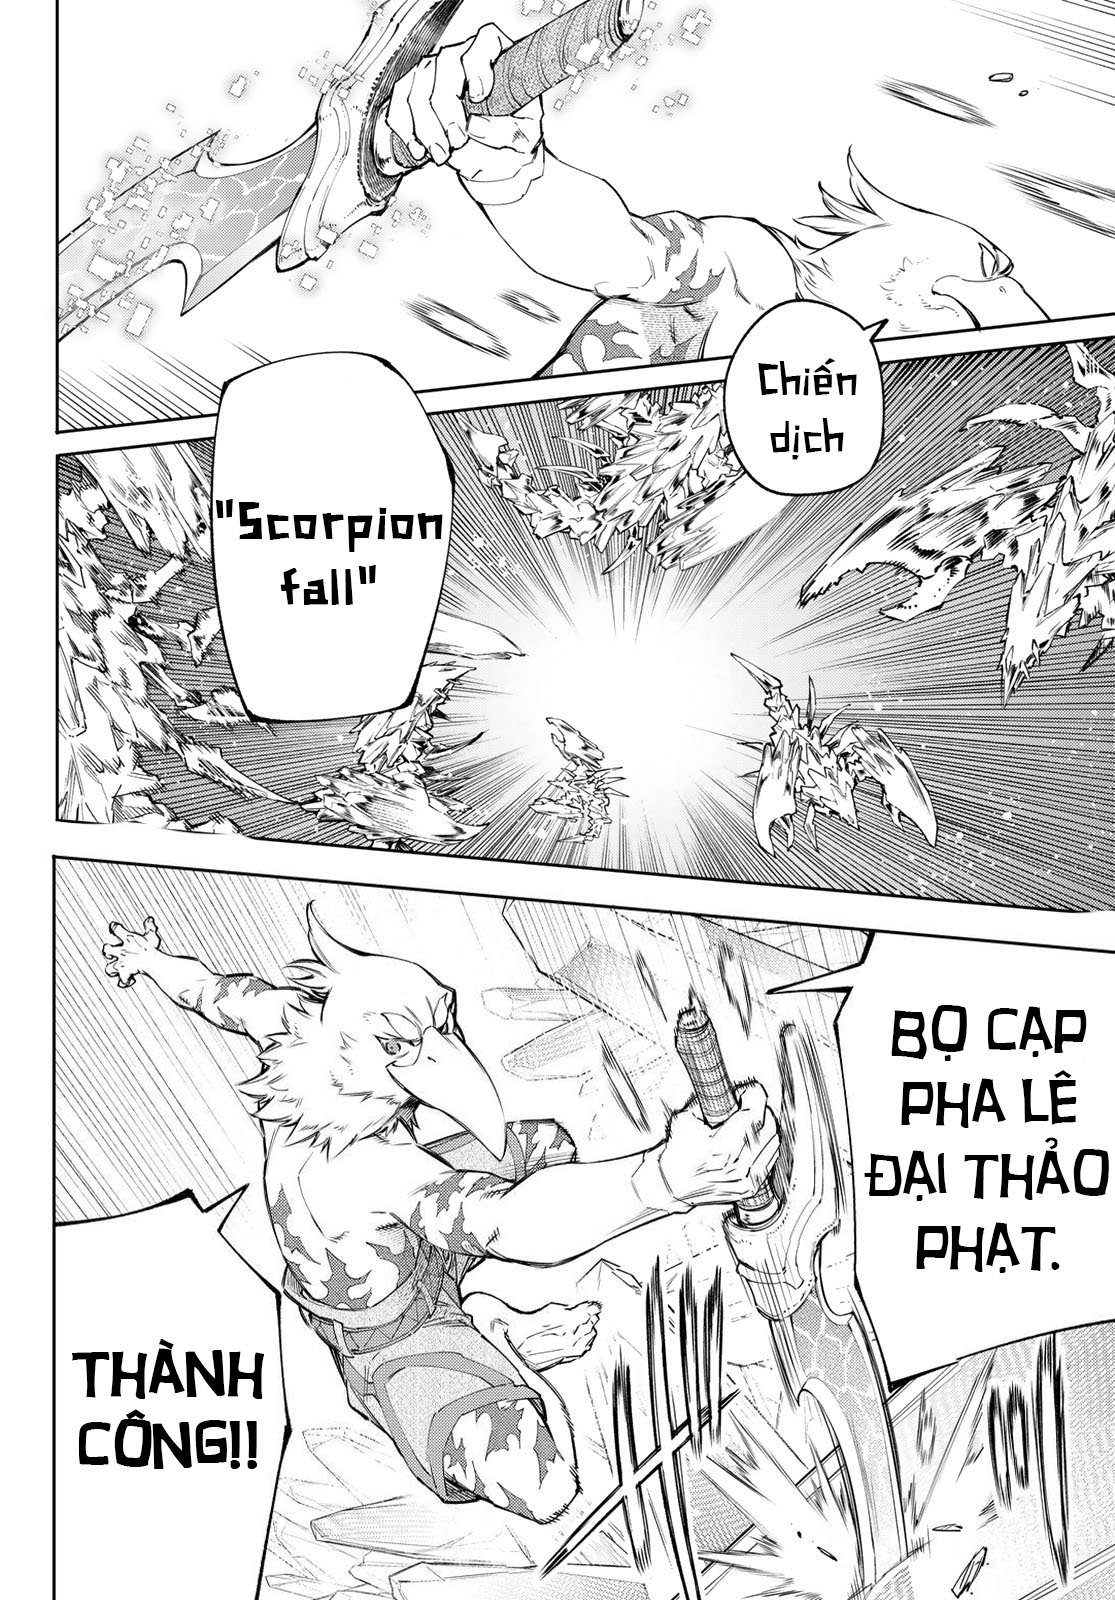 Chiến
dịch
"Scorpion
fall"
BỌ CẠP
PHA LÊ
ĐẠI THẢO
PHẠT.
THÀNH
CÔNG!!